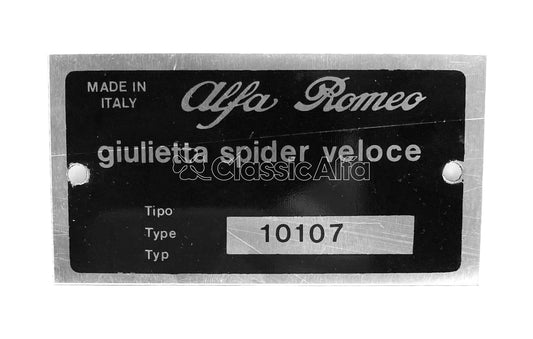 MADE IN
ITALY
Alfa Romeo
giulietta spider veloce
ClassicAlfa
Tipo
Type 10107
Typ